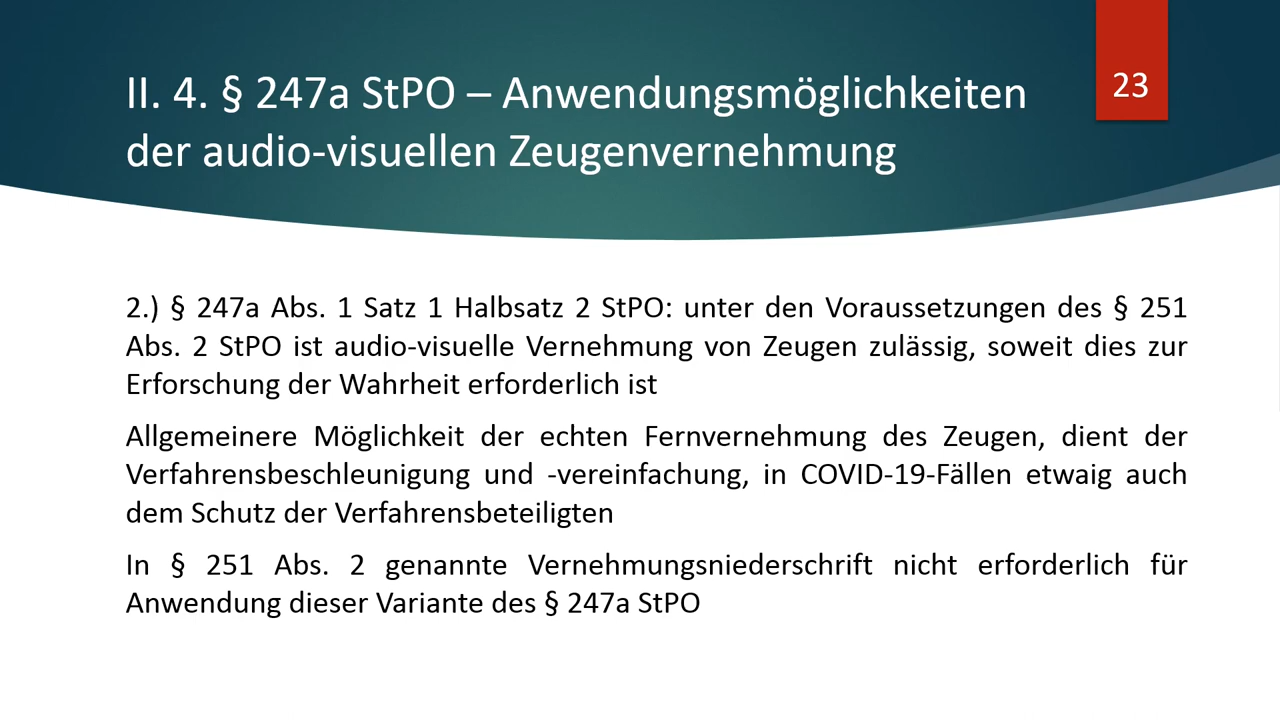 II. 4. § 247a StPO – Anwendungsmöglichkeiten
der audio-visuellen Zeugenvernehmung
23
2.) § 247a Abs. 1 Satz 1 Halbsatz 2 StPO: unter den Voraussetzungen des § 251
Abs. 2 StPO ist audio-visuelle Vernehmung von Zeugen zulässig, soweit dies zur
Erforschung der Wahrheit erforderlich ist
Allgemeinere Möglichkeit der echten Fernvernehmung des Zeugen, dient der
Verfahrensbeschleunigung und -vereinfachung, in COVID-19-Fällen etwaig auch
dem Schutz der Verfahrensbeteiligten
In § 251 Abs. 2 genannte Vernehmungsniederschrift nicht erforderlich für
Anwendung dieser Variante des § 247a StPO